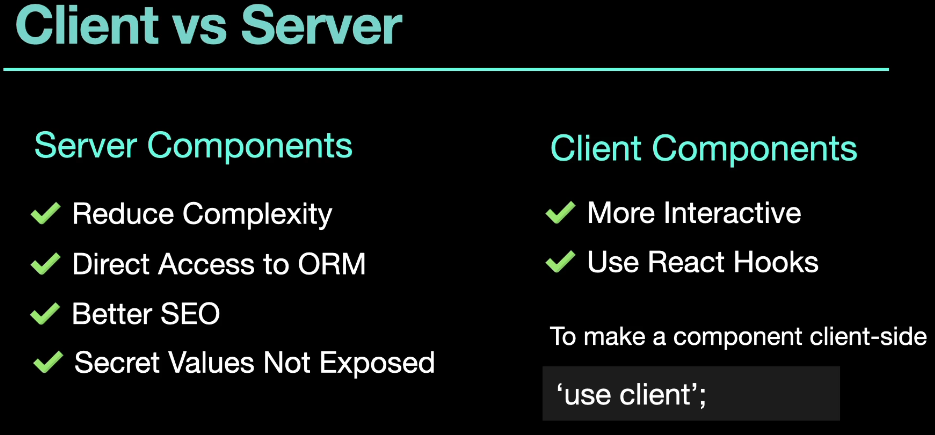 Client vs Server
Server Components
Reduce Complexity
Direct Access to ORM
Better SEO
Secret Values Not Exposed
Client Components
More Interactive
Use React Hooks
To make a component client-side
‘use client’;